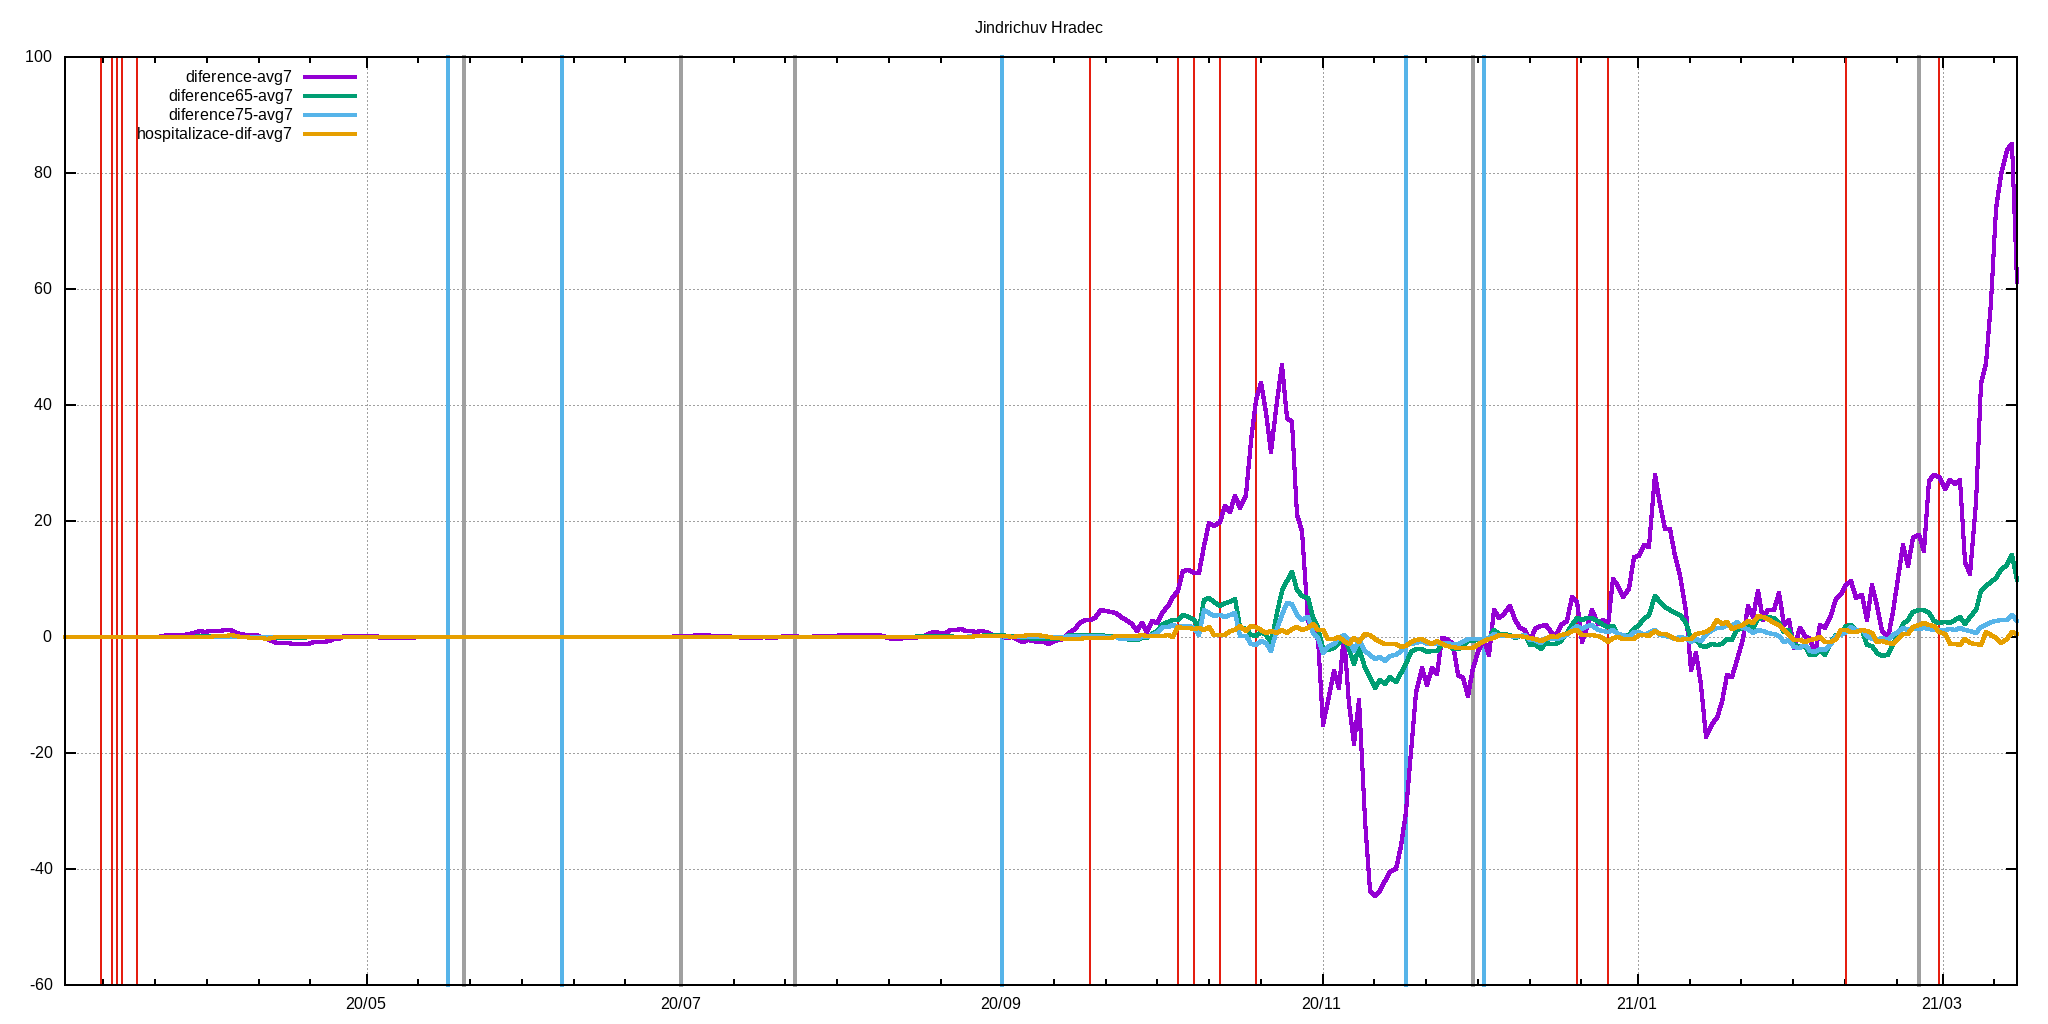 Jindrichuv Hradec
100
80
60
40
20
0
-20
-40
-60
diference-avg7
diference65-avg7
diference75-avg7
hospitalizace-dif-avg7
20/05 20/07 20/09 20/11 21/01 21/03